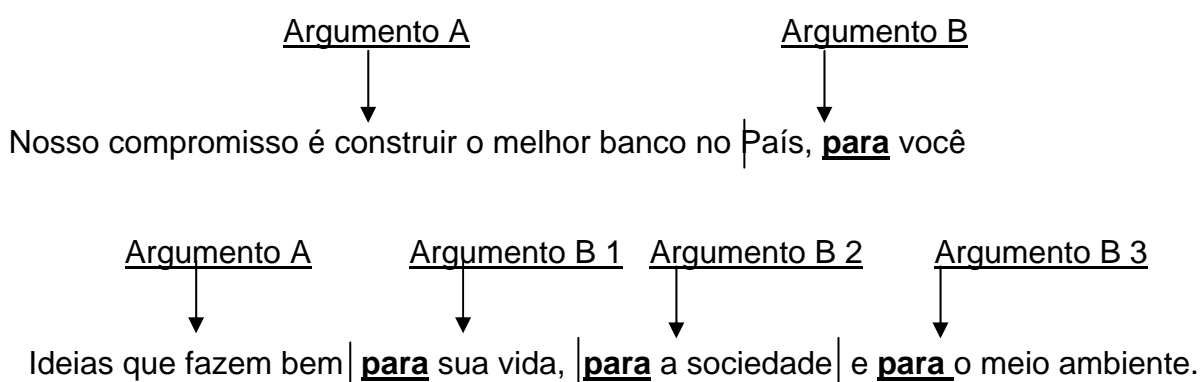 Argumento A Argumento B
Nosso compromisso é construir o melhor banco no País, para você
Argumento A Argumento B 1 Argumento B 2 Argumento B 3
Ideias que fazem bem para sua vida, para a sociedade e para o meio ambiente.